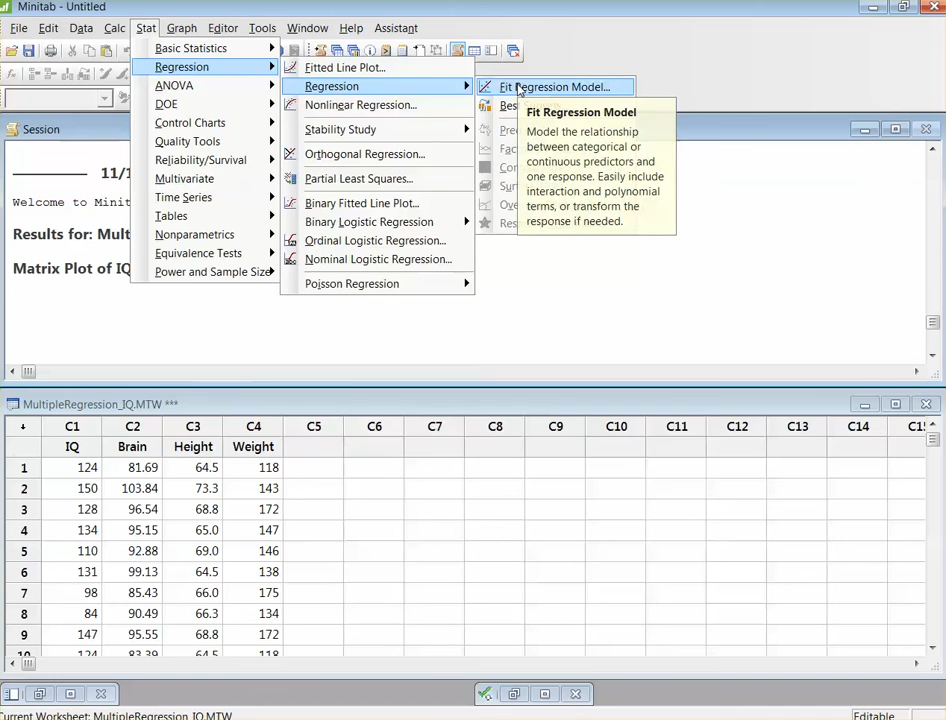 Minitab - Untitled
File Edit Data Calc Stat Graph Editor Tools Window Help Assistant
Basic Statistics
Regression
ANOVA
DOE
Control Charts
Quality Tools
Reliability/Survival
Multivariate
Time Series
Tables
Nonparametrics
Equivalence Tests
Power and Sample Size
Fitted Line Plot...
Regression
Nonlinear Regression...
Stability Study
Orthogonal Regression...
Partial Least Squares...
Binary Fitted Line Plot...
Binary Logistic Regression
Ordinal Logistic Regression...
Nominal Logistic Regression...
Poisson Regression
Fit Regression Model...
Fit Regression Model
Model the relationship
between categorical or
continuous predictors and
one response. Easily include
interaction and polynomial
terms, or transform the
response if needed.
Session
11/1
Welcome to Minit
Results for: Mult
Matrix Plot of IQ
MultipleRegression_IQ.MTW ***
C1 C2 C3 C4 C5 C6 C7 C8 C9 C10 C11 C12 C13 C14 C15
IQ Brain Height Weight
1 124 81.69 64.5 118
2 150 103.84 73.3 143
3 128 96.54 68.8 172
4 134 95.15 65.0 147
5 110 92.88 69.0 146
6 131 99.13 64.5 138
7 98 85.43 66.0 175
8 84 90.49 66.3 134
9 147 95.55 68.8 172
10 124 83.39 64.5 118
Current Worksheet: MultipleRegression_IQ.MTW
Editable